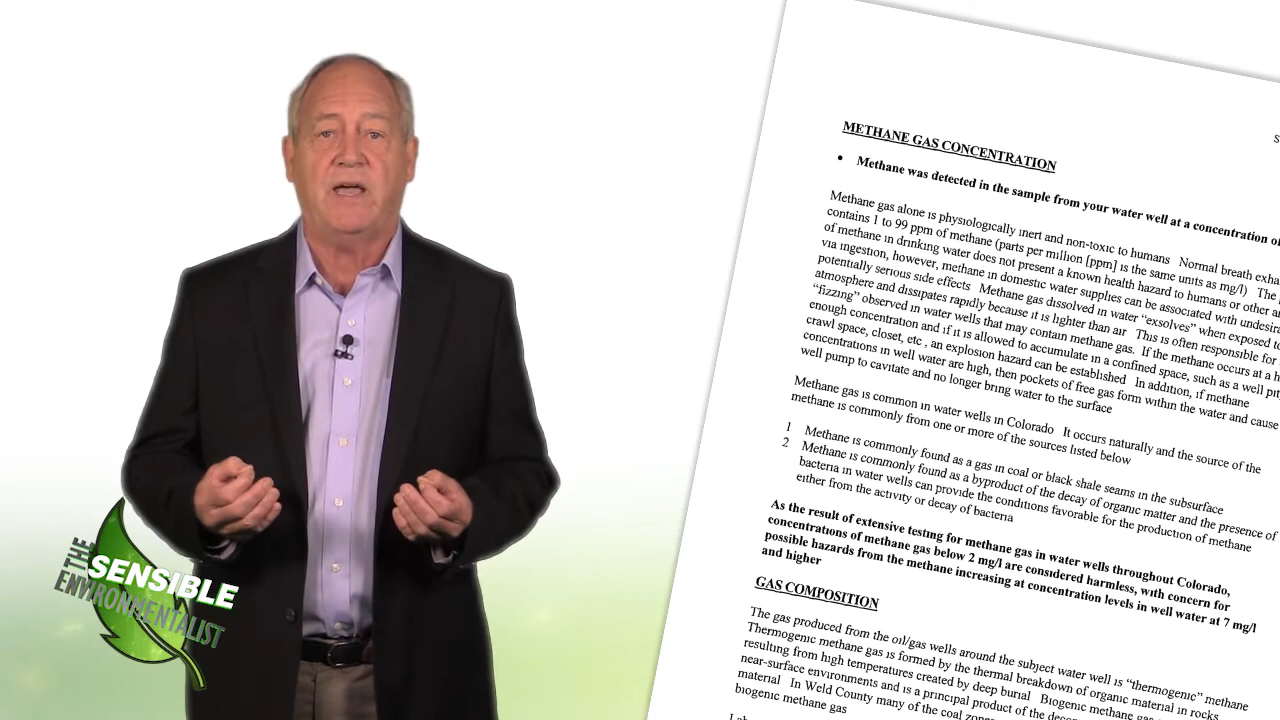 THE
SENSIBLE
ENVIRONMENTALIST
S
METHANE GAS CONCENTRATION
• Methane was detected in the sample from your water well at a concentration of
Methane gas alone is physiologically inert and non-toxic to humans Normal breath
contains 1 to 99 ppm of methane (parts per million [ppm] is the same units as mg/l) The
of methane in drinking water does not present a known health hazard to humans or other
via ingestion, however, methane in domestic water supplies can be associated with
potentially serious side effects Methane gas dissolved in water “exsolves” when exposed to
atmosphere and dissipates rapidly because it is lighter than air This is often responsible for
“fizzing” observed in water wells that may contain methane gas. If the methane occurs at a
enough concentration and if it is allowed to accumulate in a confined space, such as a well pit,
crawl space, closet, etc , an explosion hazard can be established In addition, if methane
concentrations in well water are high, then pockets of free gas form within the water and cause
well pump to cavitate and no longer bring water to the surface
Methane gas is common in water wells in Colorado It occurs naturally and the source of the
methane is commonly from one or more of the sources listed below
1 Methane is commonly found as a gas in coal or black shale seams in the subsurface
2 Methane is commonly found as a byproduct of the decay of organic matter and the presence of
bacteria in water wells can provide the conditions favorable for the production of methane
either from the activity or decay of bacteria
As the result of extensive testing for methane gas in water wells throughout Colorado,
concentrations of methane gas below 2 mg/l are considered harmless, with concern for
possible hazards from the methane increasing at concentration levels in well water at 7 mg/l
and higher
GAS COMPOSITION
The gas produced from the oil/gas wells around the subject water well is “thermogenic” methane
Thermogenic methane gas is formed by the thermal breakdown of organic material in rocks
resulting from high temperatures created by deep burial Biogenic methane gas
near-surface environments and is a principal product of the
material In Weld County many of the coal
biogenic methane gas